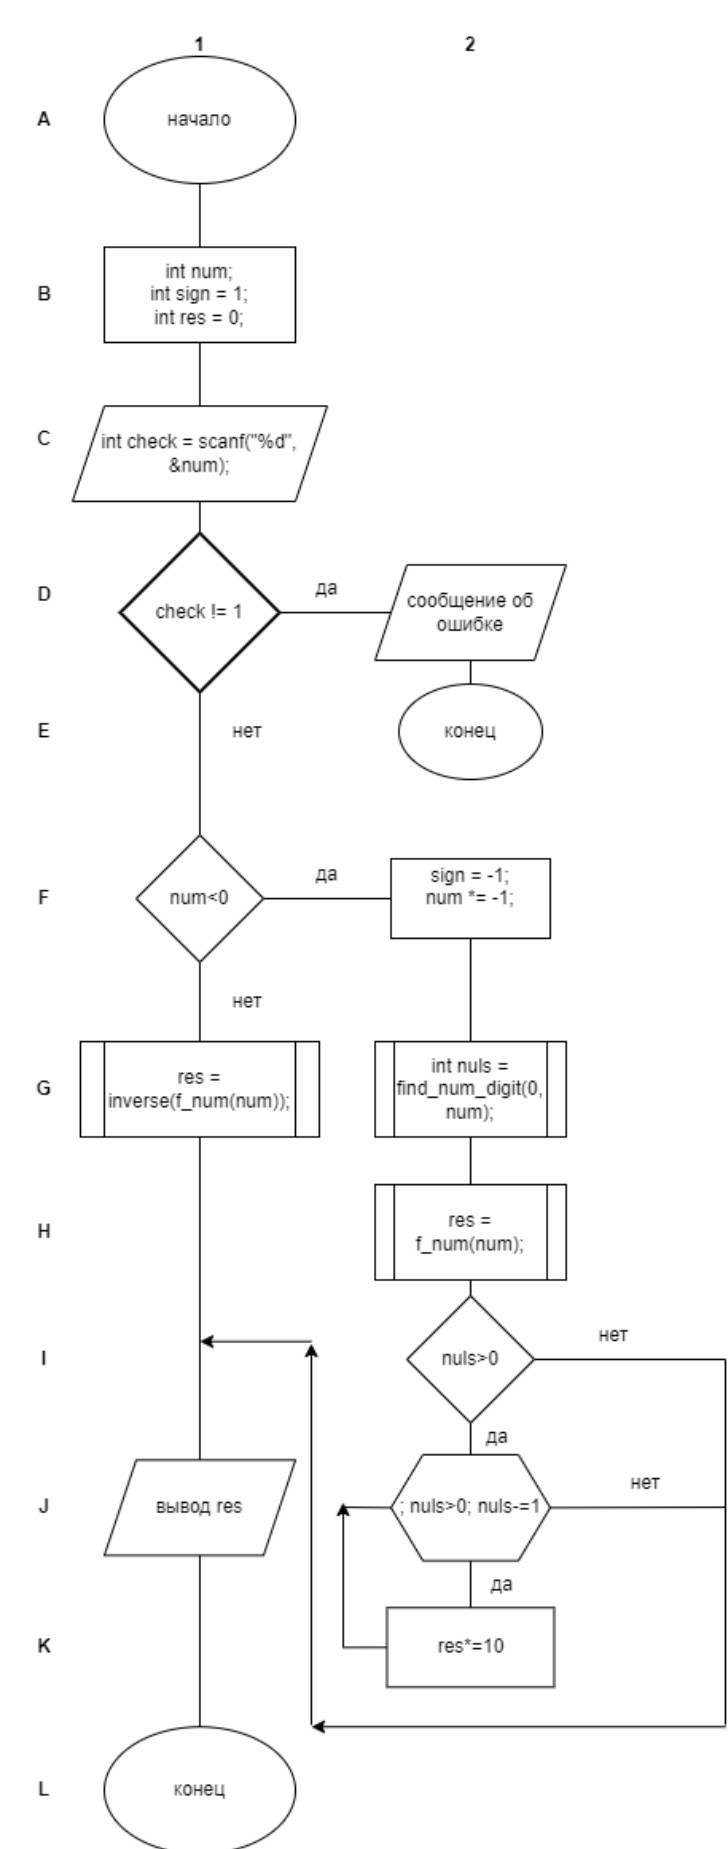 1 2
A
начало
B
int num;
int sign = 1;
int res = 0;
C
int check = scanf("%d",
&num);
D
check != 1
да
сообщение об
ошибке
E
нет
конец
F
num<0
да
sign = -1;
num *= -1;
нет
G
res =
inverse(f_num(num));
int nuls =
find_num_digit(0,
num);
H
res =
f_num(num);
I
nuls>0
нет
да
J
вывод res
; nuls>0; nuls-=1
нет
да
K
res*=10
L
конец